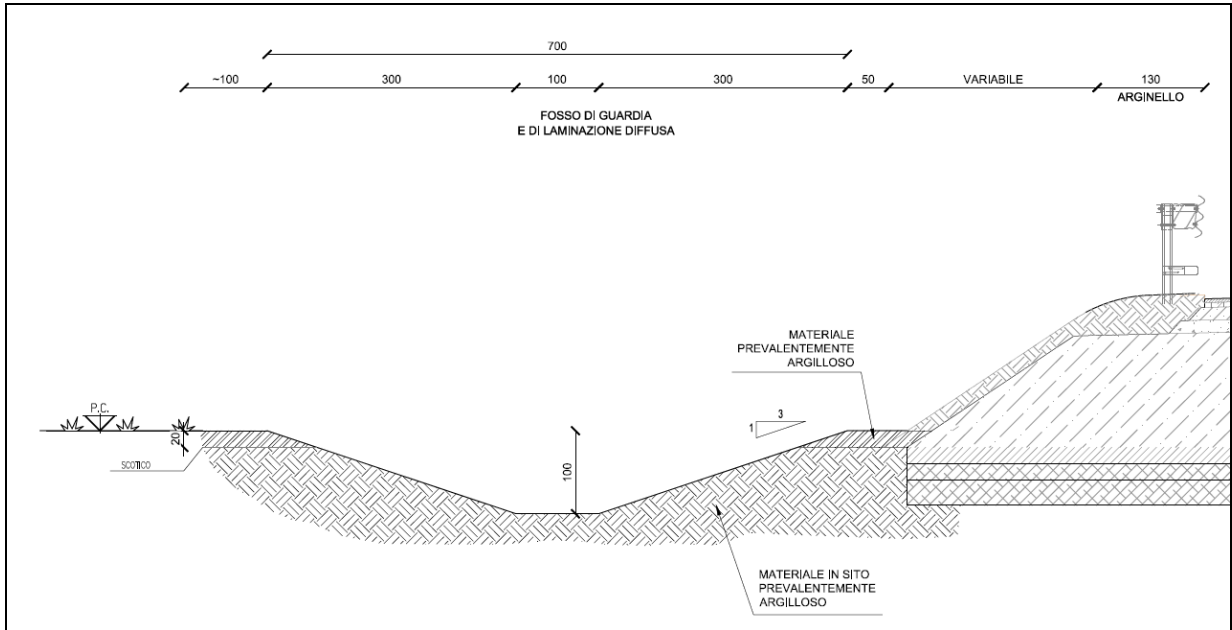 700
~100
300
100
300
50
VARIABILE
130
ARGINELLO
FOSSO DI GUARDIA
E DI LAMINAZIONE DIFFUSA
MATERIALE
PREVALENTEMENTE
ARGILLOSO
P.C.
3
1
20
SCOTICO
100
MATERIALE IN SITO
PREVALENTEMENTE
ARGILLOSO